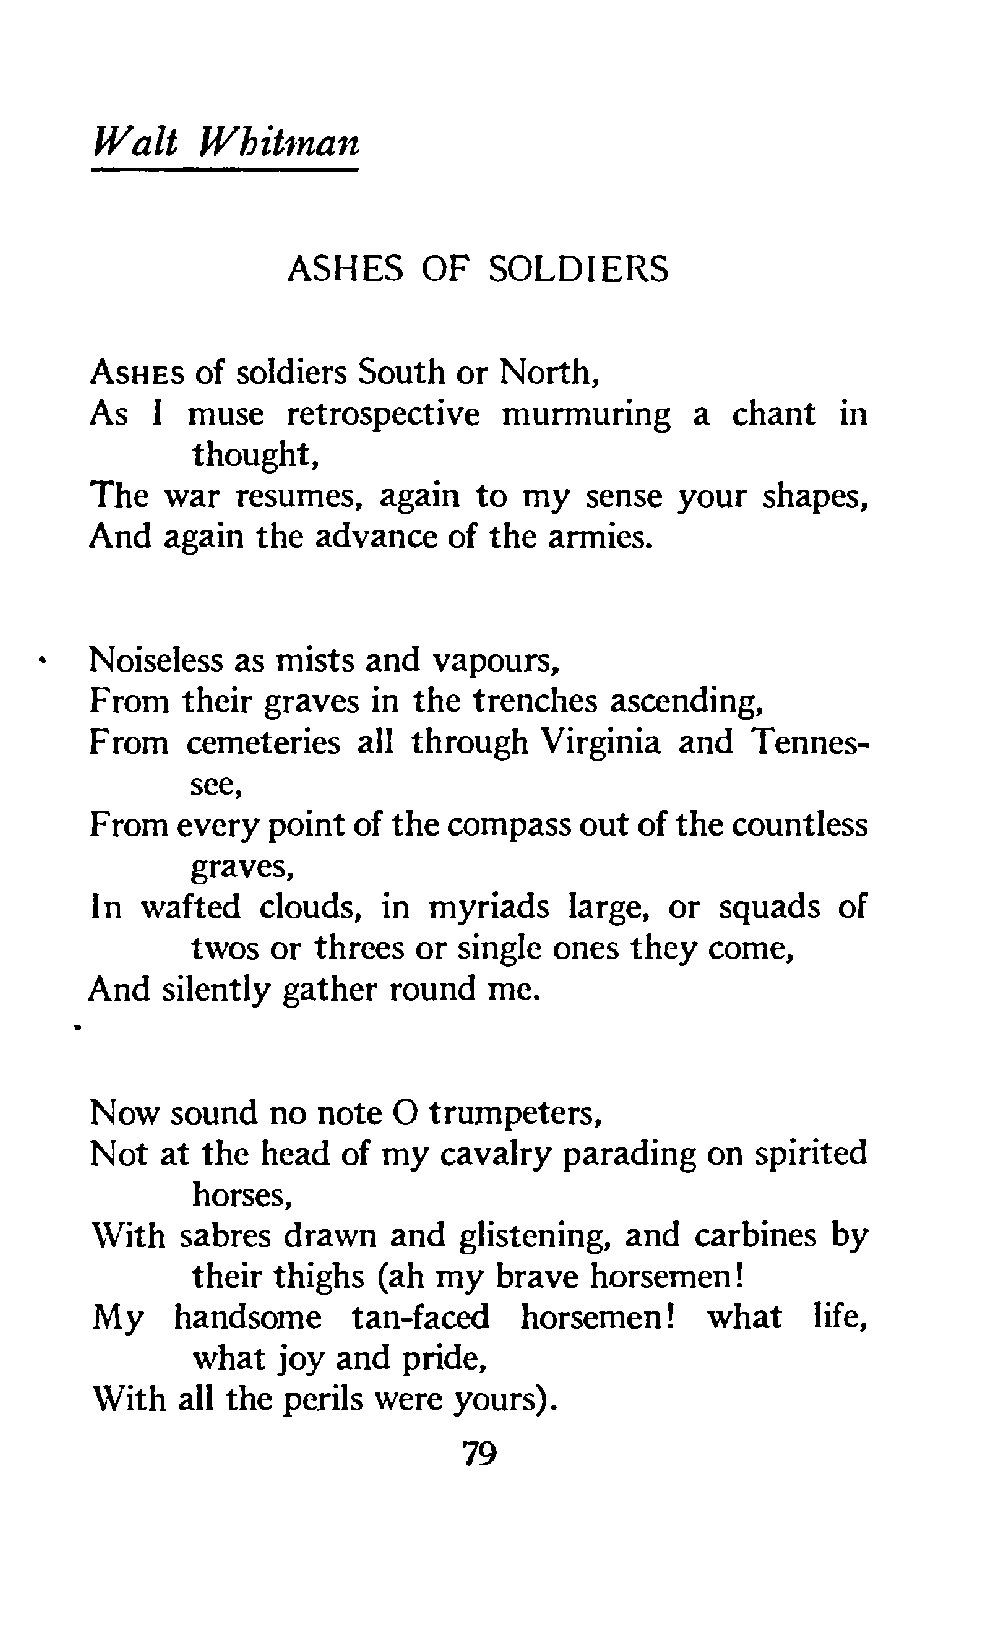 Walt Whitman
ASHES OF SOLDIERS
ASHES of soldiers South or North,
As I muse retrospective murmuring a chant in
thought,
The war resumes, again to my sense your shapes,
And again the advance of the armies.
Noiseless as mists and vapours,
From their graves in the trenches ascending,
From cemeteries all through Virginia and Tennes-
see,
From every point of the compass out of the countless
graves,
In wafted clouds, in myriads large, or squads of
twos or threes or single ones they come,
And silently gather round me.
Now sound no note O trumpeters,
Not at the head of my cavalry parading on spirited
horses,
With sabres drawn and glistening, and carbines by
their thighs (ah my brave horsemen!
My handsome tan-faced horsemen! what life,
what joy and pride,
With all the perils were yours).
79